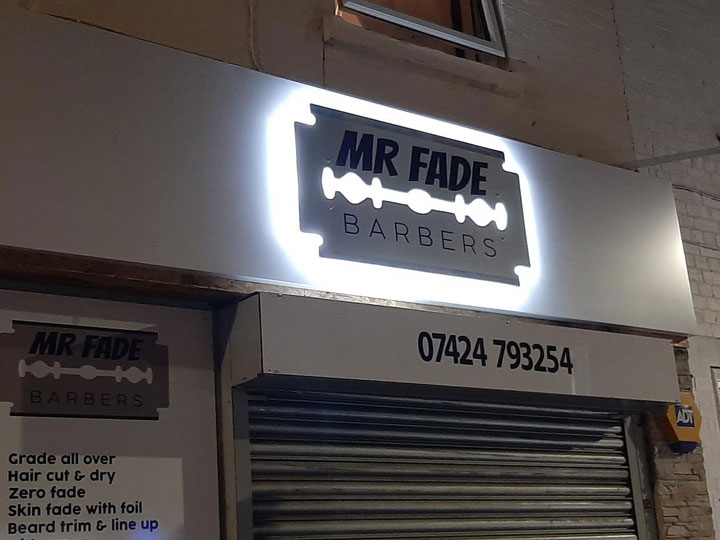 MR FADE
BARBERS
07424 793254
ADT
MR FADE
BARBERS
Grade all over
Hair cut & dry
Zero fade
Skin fade with foil
Beard trim & line up